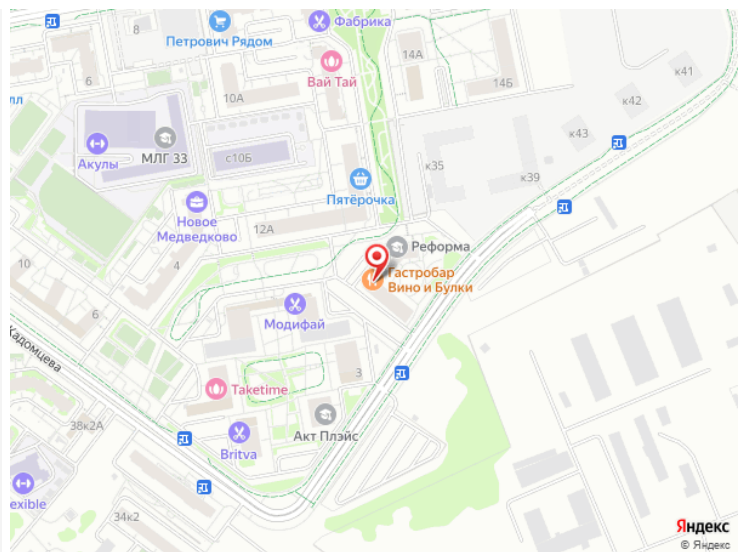 8
Петрович Рядом
Фабрика
14А
14Б
к41
к42
к43
6
10А
Вай Тай
лл
Акулы
МЛГ 33
с10Б
к35
к39
Пятёрочка
Новое
Медведково
12А
4
10
Реформа
Гастробар
Вино и Булки
6
Модифай
Кадомцева
3
Taketime
38к2А
Акт Плэйс
Britva
exible
34к2
Яндекс
© Яндекс